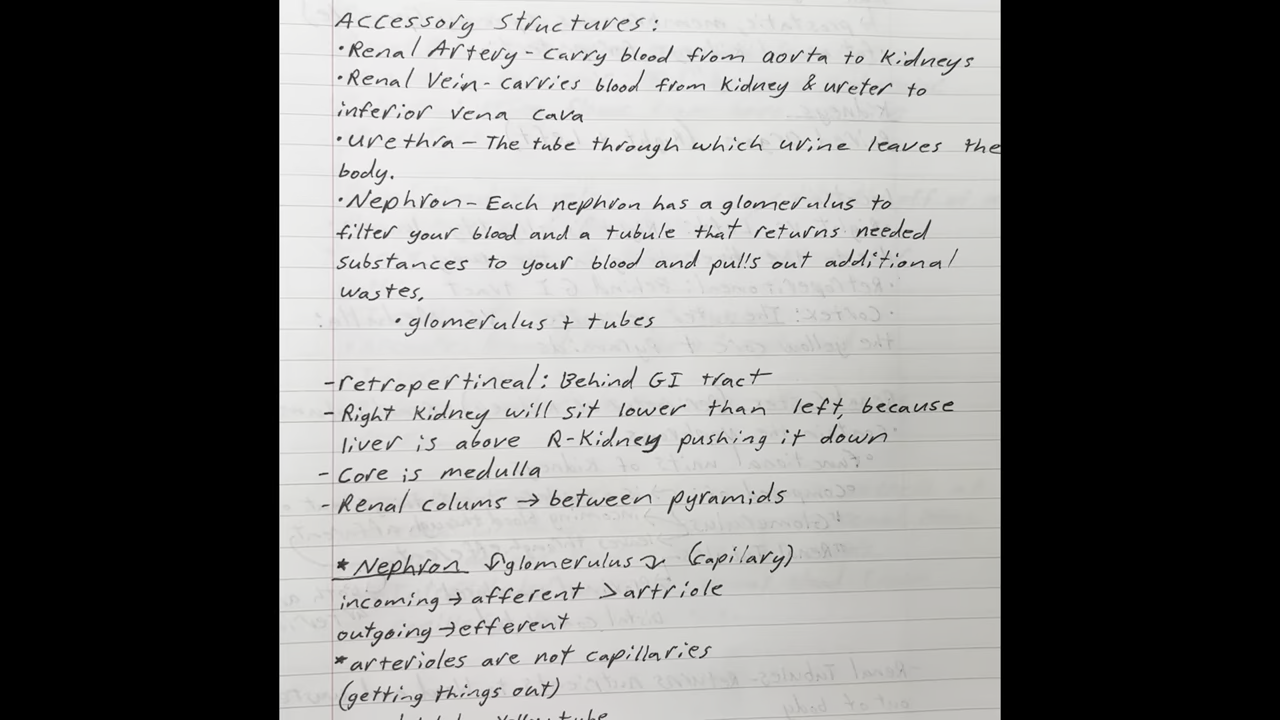 Accessory Structures:
• Renal Artery - Carry blood from aorta to Kidneys
• Renal Vein - carries blood from Kidney & ureter to
inferior vena cava
• Urethra - The tube through which urine leaves the
body.
• Nephron - Each nephron has a glomerulus to
filter your blood and a tubule that returns needed
substances to your blood and pulls out additional
wastes,
• glomerulus + tubes
- retropertineal: Behind GI tract
- Right Kidney will sit lower than left, because
liver is above R-Kidney pushing it down
- Core is medulla
- Renal colums → between pyramids
* Nephron glomerulus (capilary)
incoming → afferent > artriole
outgoing → efferent
* arterioles are not capillaries
(getting things out)
tube